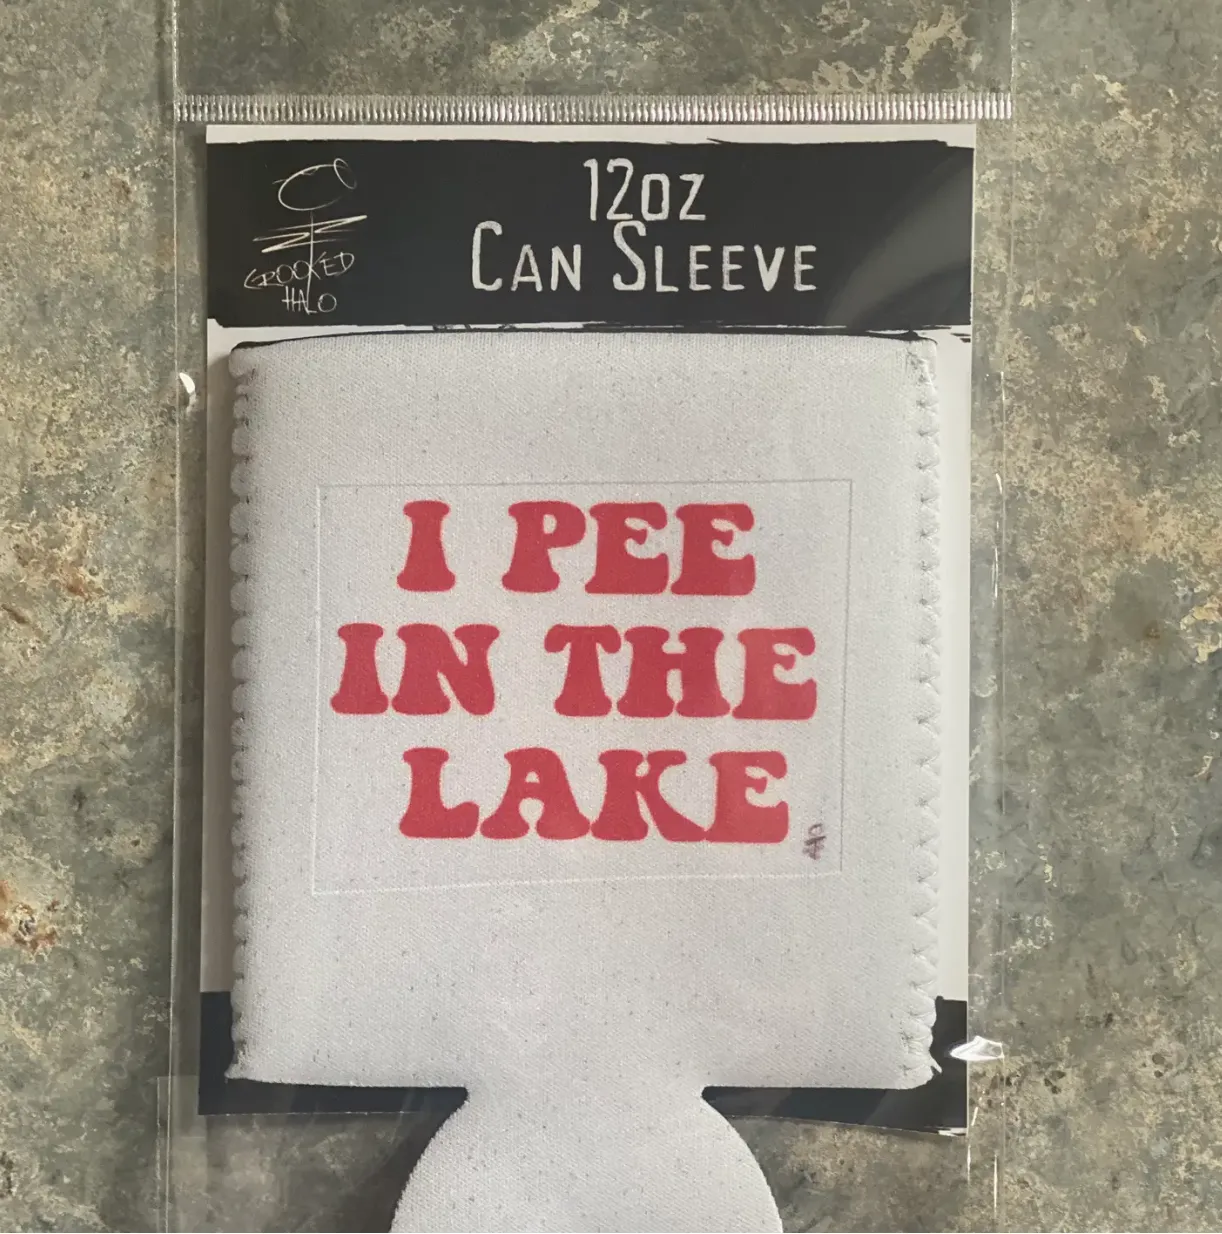 CROOKED
HALO
12oz
CAN SLEEVE
I PEE
IN THE
LAKE